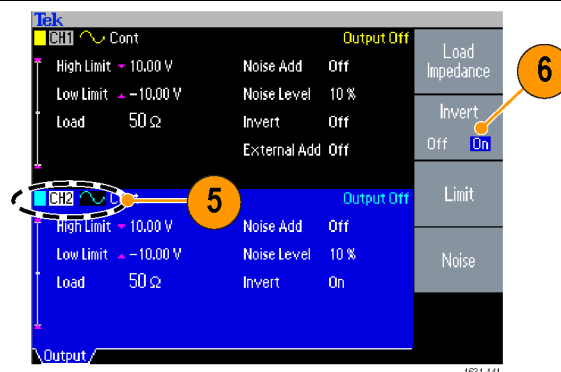 Tek
CH1 Cont Output Off
High Limit 10.00 V Noise Add Off
Low Limit -10.00 V Noise Level 10 %
Load 50 Ω Invert Off
External Add Off
CH2 Output Off
High Limit 10.00 V Noise Add Off
Low Limit -10.00 V Noise Level 10 %
Load 50 Ω Invert On
Output
Load
Impedance
Invert
Off On
Limit
Noise
5
6